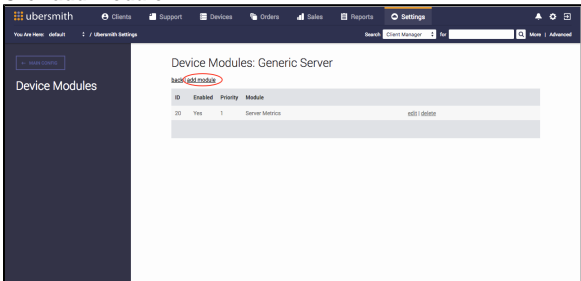 ubersmith Clients Support Devices Orders Sales Reports Settings
You Are Here: default / Ubersmith Settings Search Client Manager for More | Advanced
Device Modules: Generic Server
back | add module
Device Modules
ID Enabled Priority Module
20 Yes 1 Server Metrics edit | delete